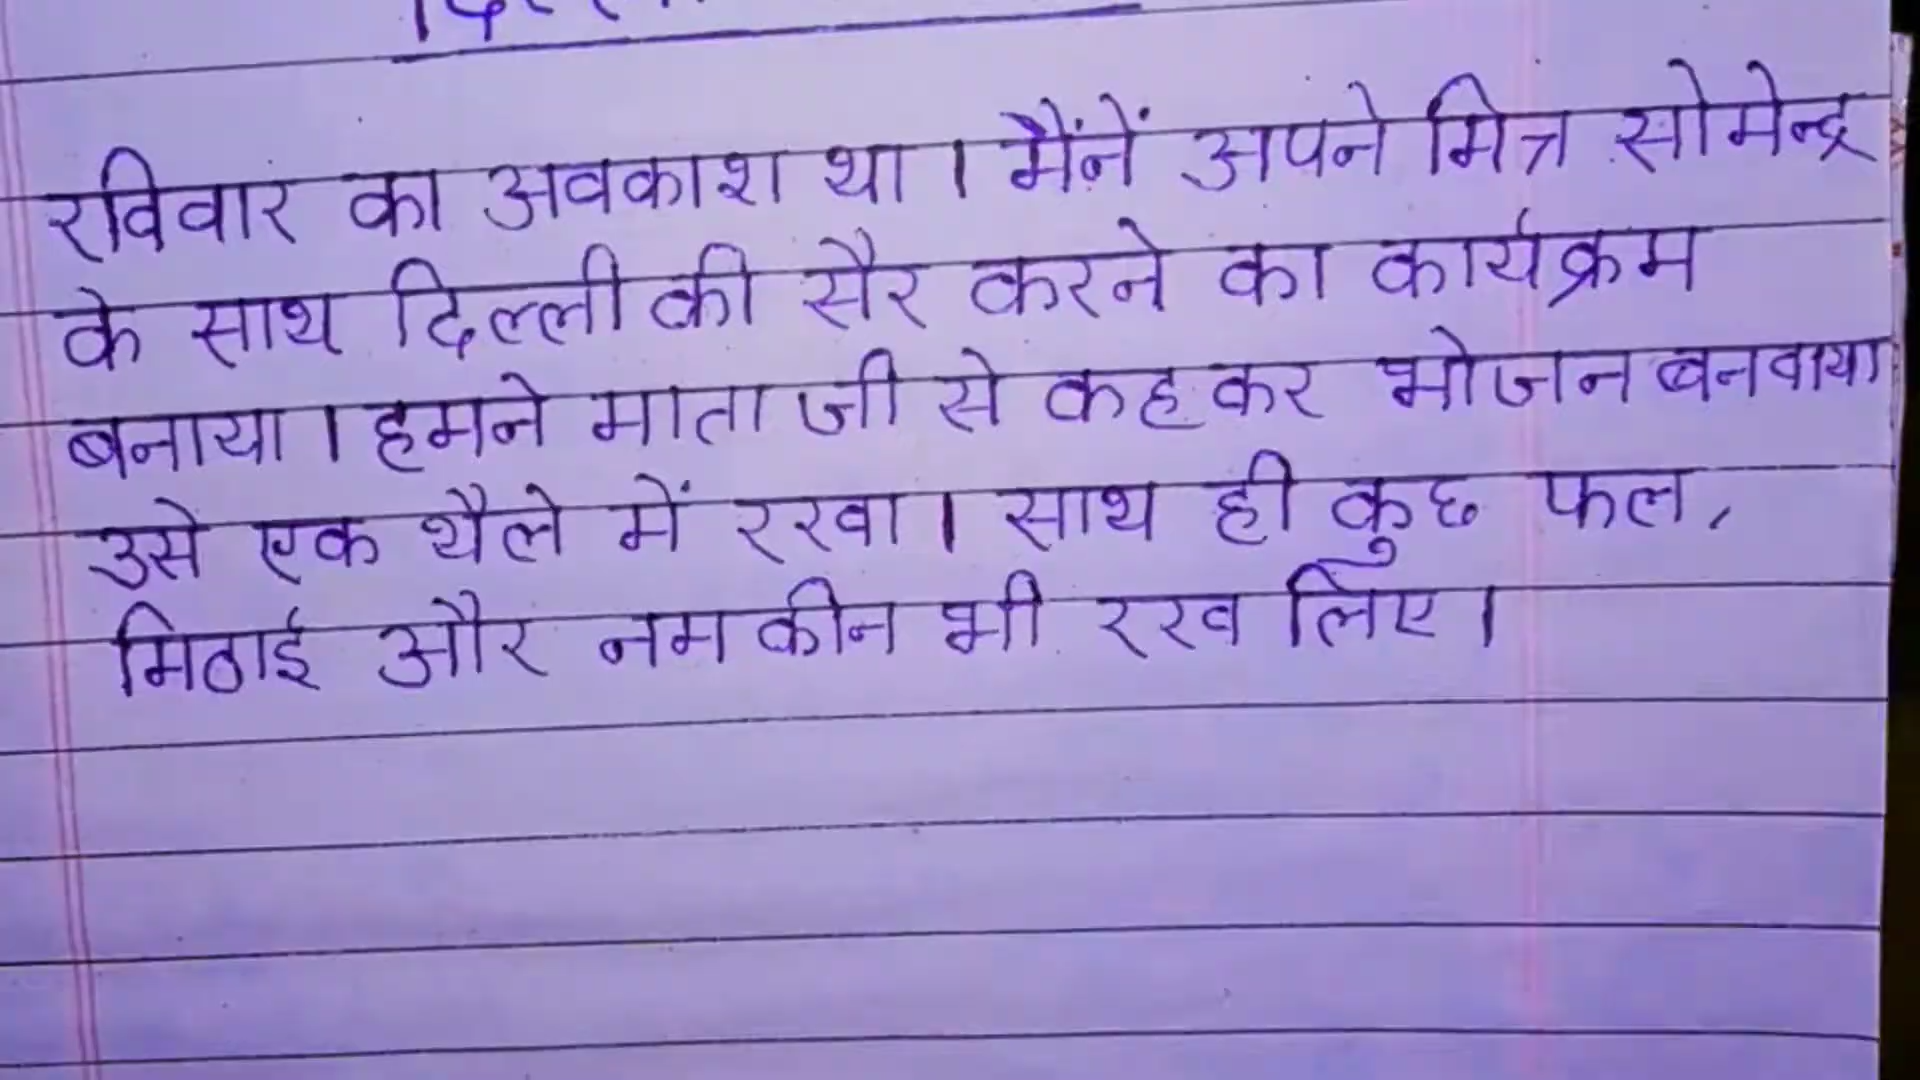 रविवार का अवकाश था । मैंनें अपने मित्र सोमेन्द्र
के साथ दिल्ली की सैर करने का कार्यक्रम
बनाया । हमने माता जी से कहकर भोजन बनवाया
उसे एक थैले में रखा । साथ ही कुछ फल,
मिठाई और नमकीन भी रख लिए ।